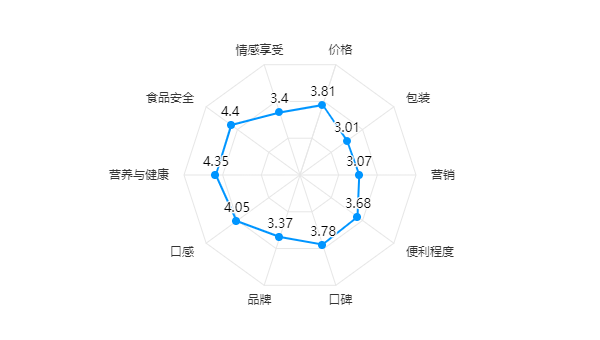 情感享受
价格
食品安全
包装
3.81
3.4
4.4
3.01
4.35
3.07
营养与健康
营销
4.05
3.68
3.37
3.78
口感
便利程度
品牌
口碑